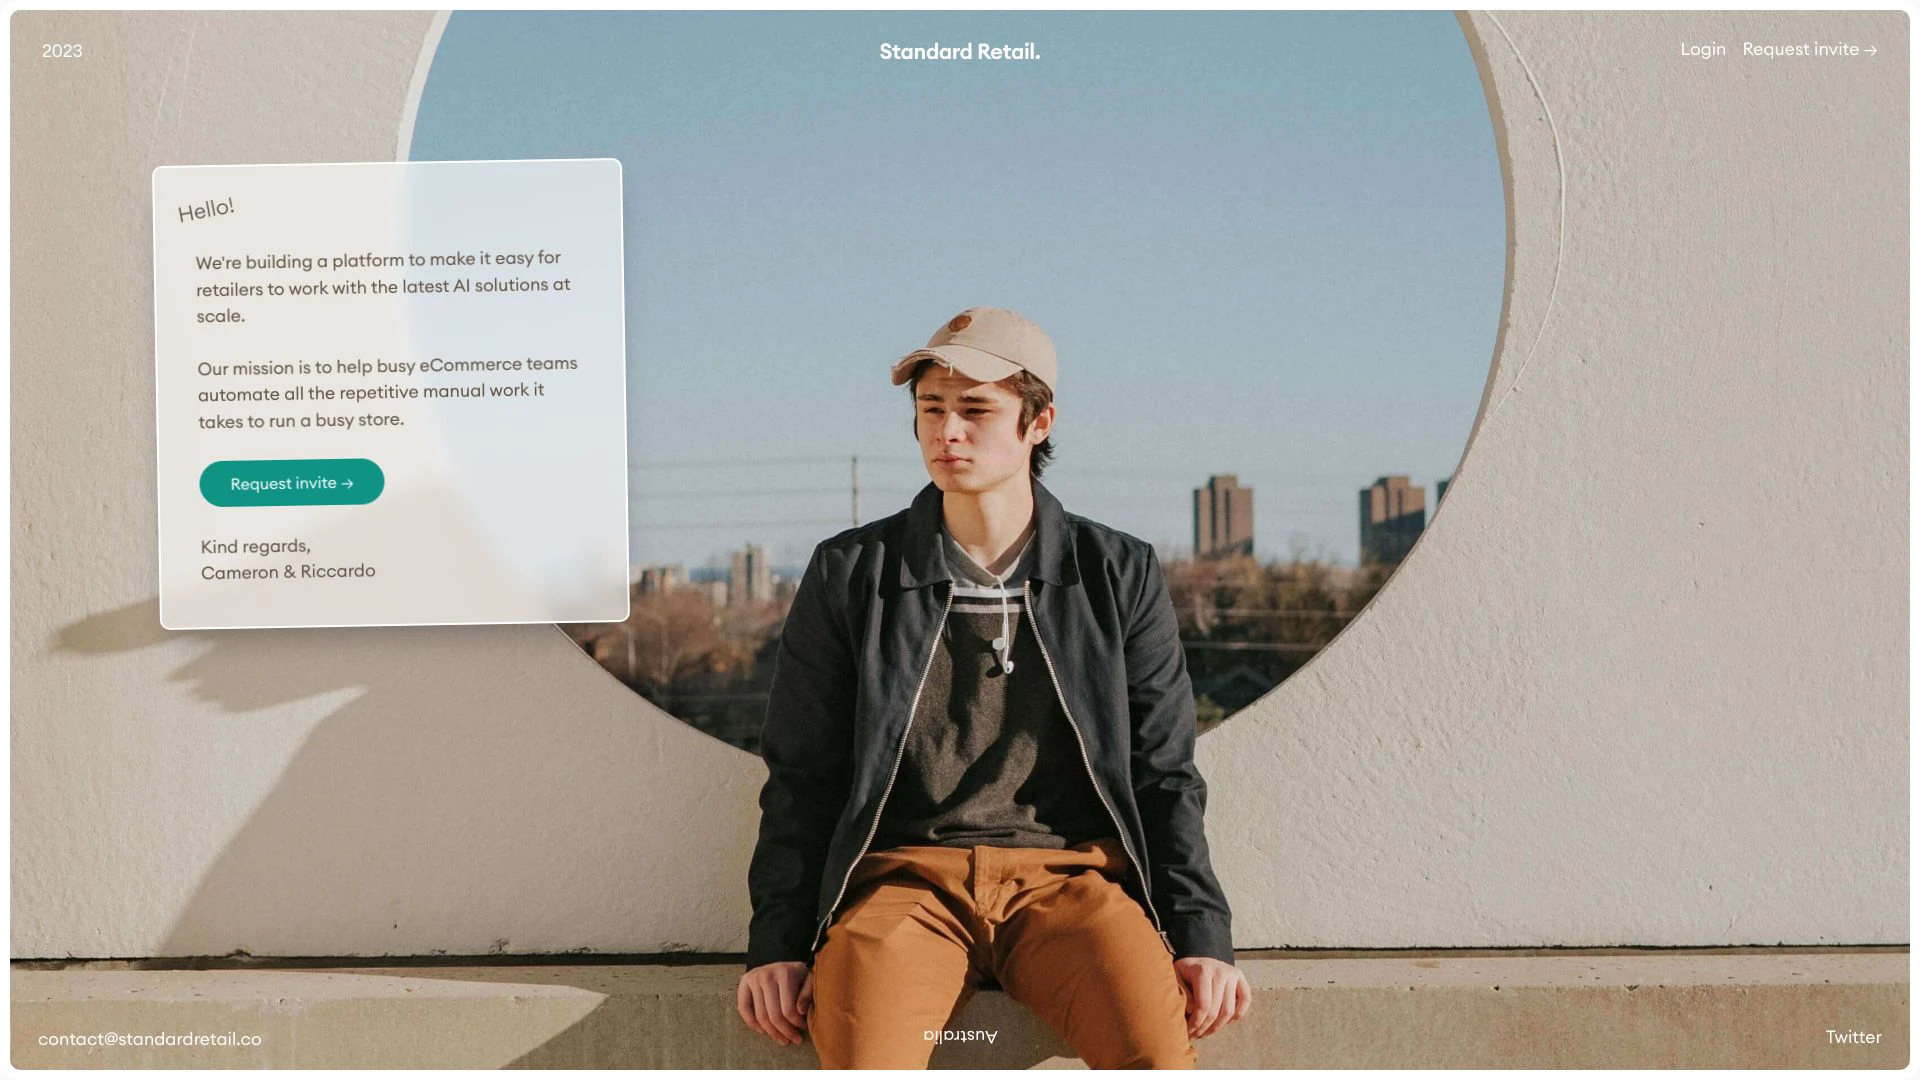 2023
Standard Retail.
Login
Request invite →
Hello!
We're building a platform to make it easy for
retailers to work with the latest AI solutions at
scale.
Our mission is to help busy eCommerce teams
automate all the repetitive manual work it
takes to run a busy store.
Request invite →
Kind regards,
Cameron & Riccardo
contact@standardretail.co
Australia
Twitter